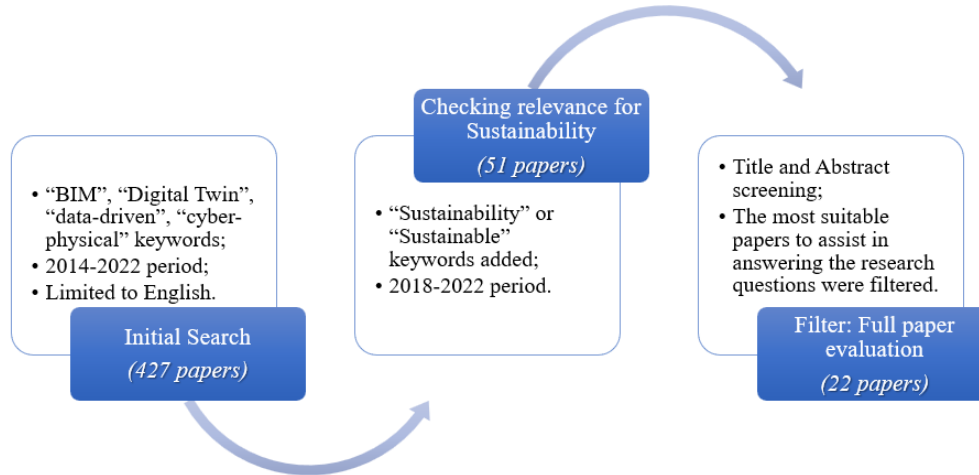 • “BIM”, “Digital Twin”,
“data-driven”, “cyber-
physical” keywords;
• 2014-2022 period;
• Limited to English.
Initial Search
(427 papers)
Checking relevance for
Sustainability
(51 papers)
• “Sustainability” or
“Sustainable”
keywords added;
• 2018-2022 period.
• Title and Abstract
screening;
• The most suitable
papers to assist in
answering the research
questions were filtered.
Filter: Full paper
evaluation
(22 papers)